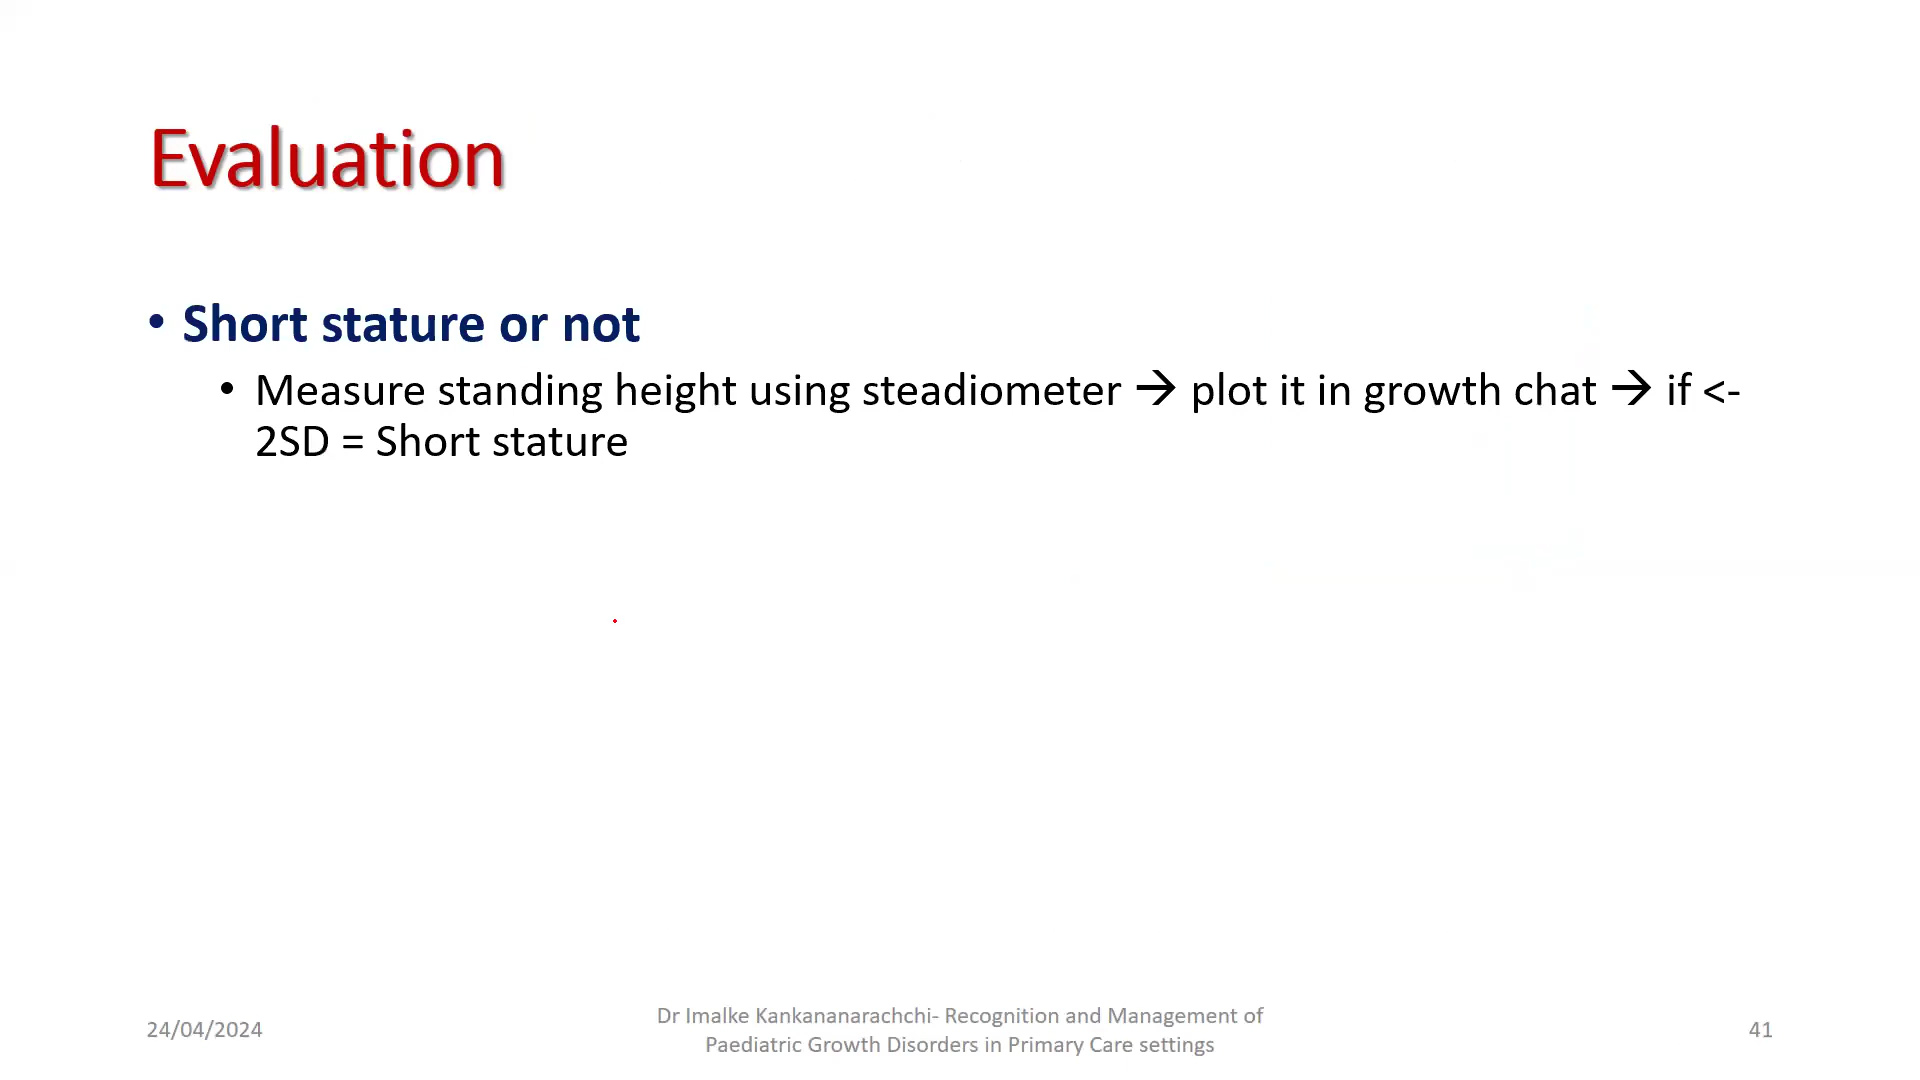 Evaluation
• Short stature or not
• Measure standing height using steadiometer → plot it in growth chat → if <-
2SD = Short stature
24/04/2024
Dr Imalke Kankananarachchi- Recognition and Management of
Paediatric Growth Disorders in Primary Care settings
41